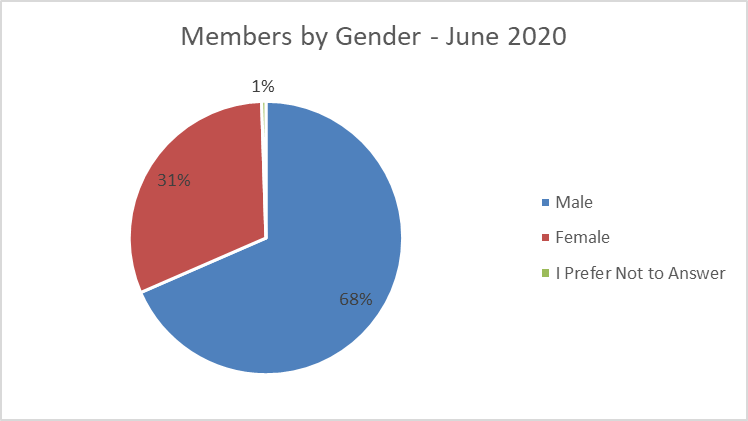 Members by Gender - June 2020
1%
31%
68%
Male
Female
I Prefer Not to Answer